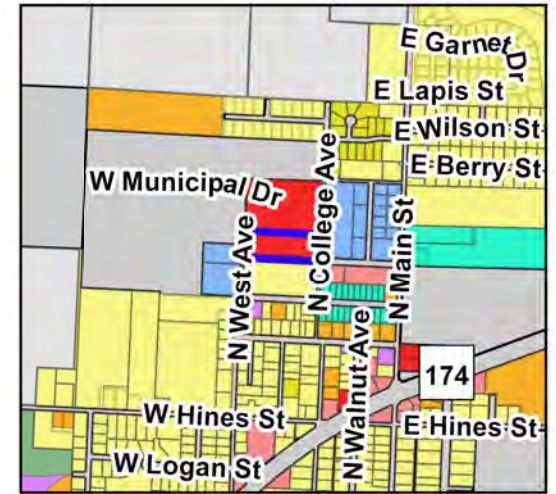 E Garnet Dr
E Lapis St
E Wilson St
E Berry St
W Municipal Dr
N College Ave
N Main St
N West Ave
N Walnut Ave
174
W Hines St
E Hines St
W Logan St